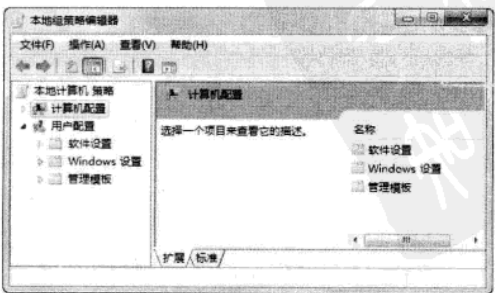 本地组策略编辑器
文件(F) 操作(A) 查看(V) 帮助(H)
本地计算机 策略
计算机配置
用户配置
软件设置
Windows 设置
管理模板
计算机配置
选择一个项目来查看它的描述。
名称
软件设置
Windows 设置
管理模板
扩展 标准